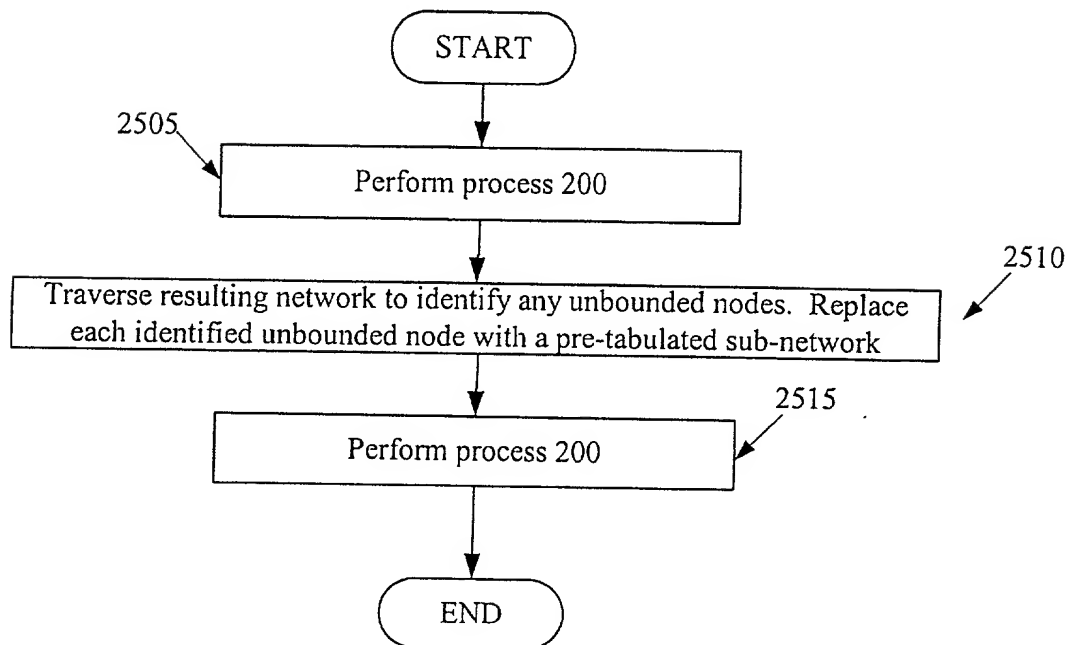 START
2505
Perform process 200
2510
Traverse resulting network to identify any unbounded nodes. Replace
each identified unbounded node with a pre-tabulated sub-network
2515
Perform process 200
END